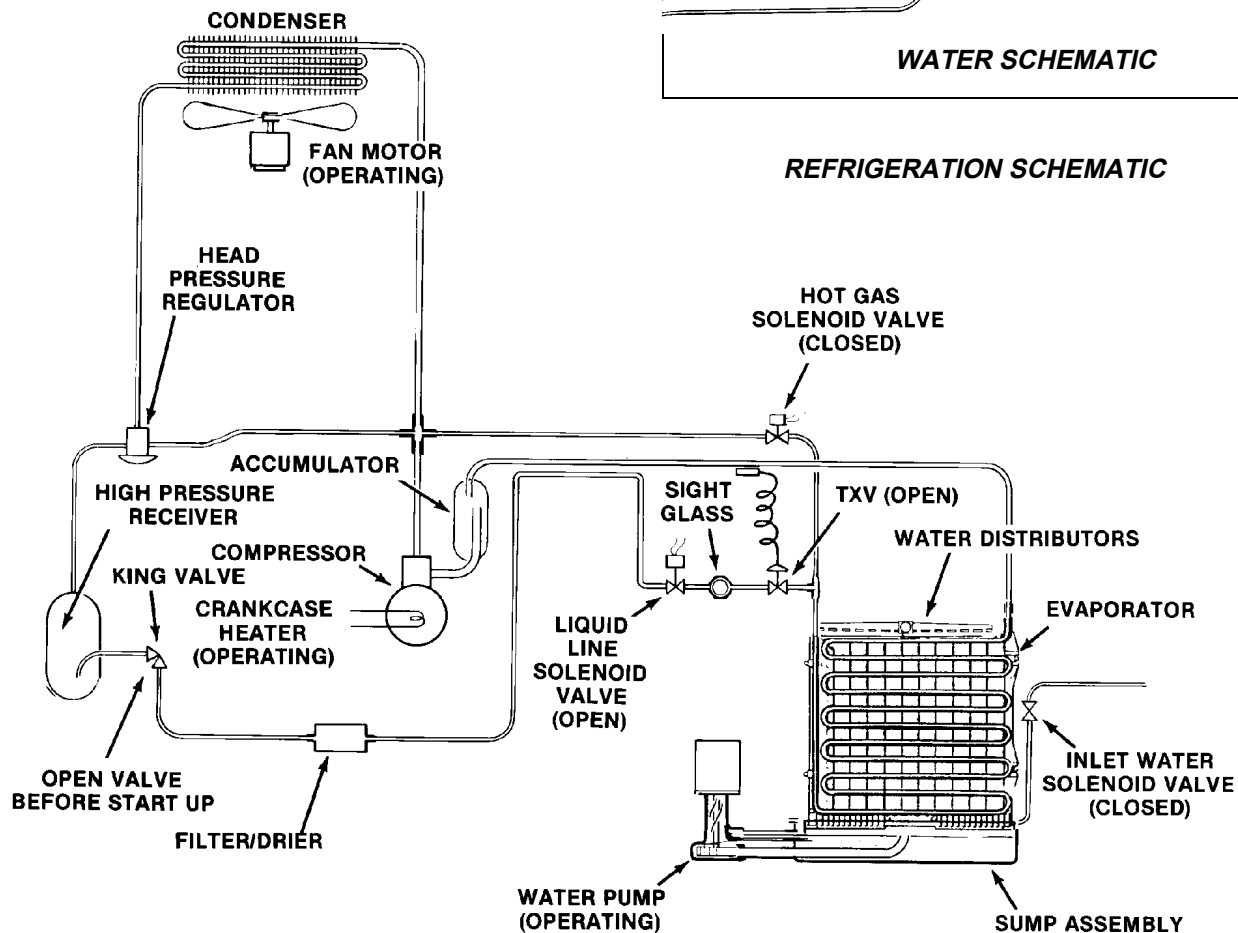 CONDENSER
WATER SCHEMATIC
FAN MOTOR
(OPERATING)
REFRIGERATION SCHEMATIC
HEAD
PRESSURE
REGULATOR
HOT GAS
SOLENOID VALVE
(CLOSED)
ACCUMULATOR
HIGH PRESSURE
RECEIVER
SIGHT
GLASS
TXV (OPEN)
WATER DISTRIBUTORS
COMPRESSOR
KING VALVE
CRANKCASE
HEATER
(OPERATING)
EVAPORATOR
LIQUID
LINE
SOLENOID
VALVE
(OPEN)
OPEN VALVE
BEFORE START UP
INLET WATER
SOLENOID VALVE
(CLOSED)
FILTER/DRIER
WATER PUMP
(OPERATING)
SUMP ASSEMBLY